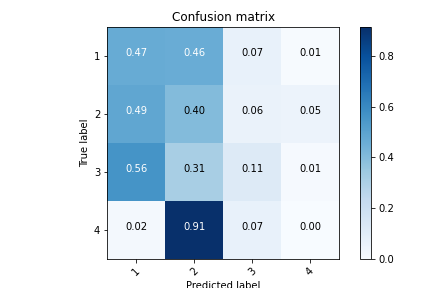 Confusion matrix
True label
1 0.47 0.46 0.07 0.01
2 0.49 0.40 0.06 0.05
3 0.56 0.31 0.11 0.01
4 0.02 0.91 0.07 0.00
1 2 3 4
Predicted label
0.8
0.6
0.4
0.2
0.0